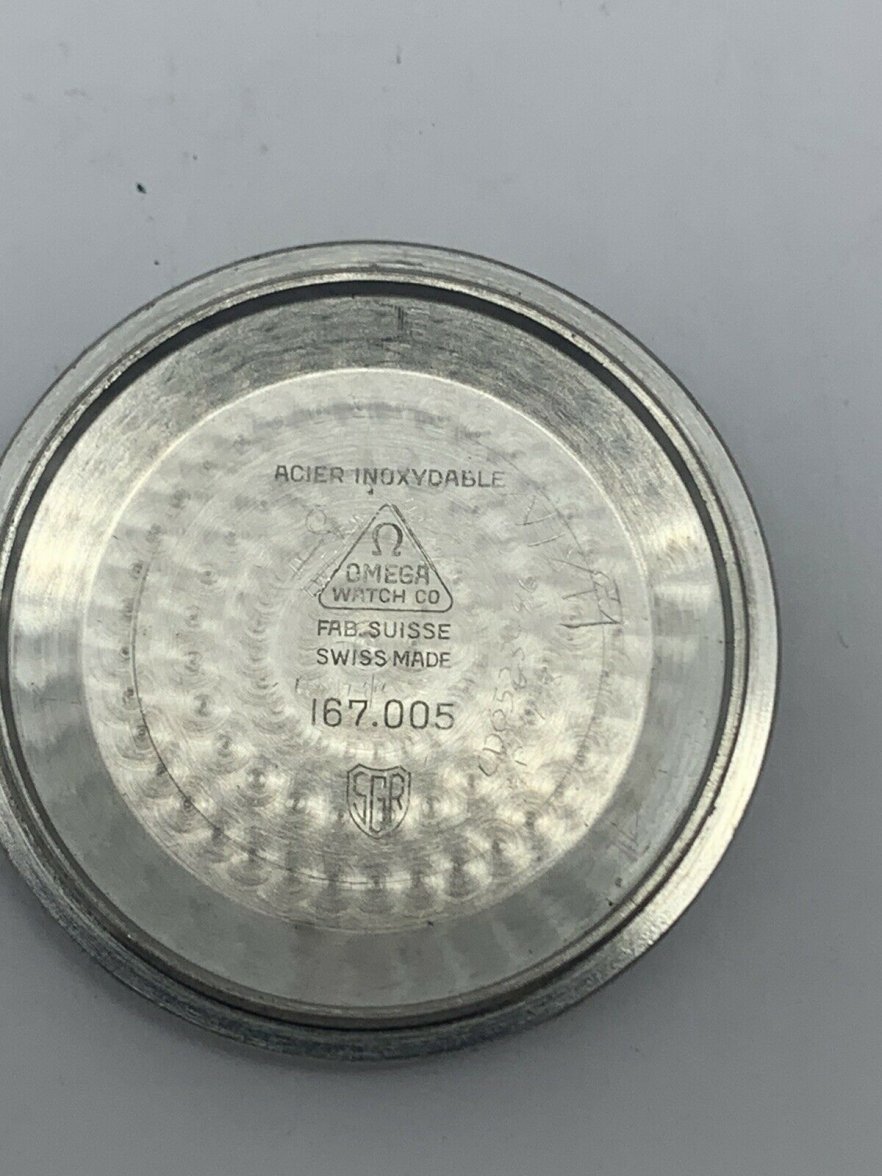 ACIER INOXYDABLE
Ω
OMEGA
WATCH CO
FAB. SUISSE
SWISS MADE
167.005
SGR